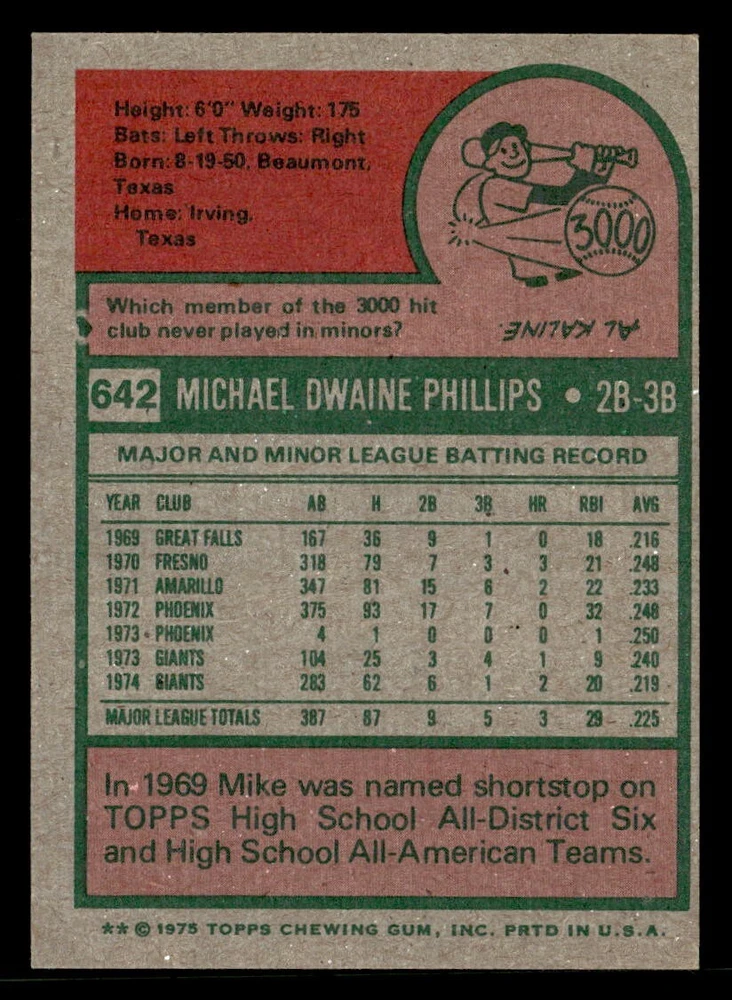 Height: 6'0" Weight: 175
Bats: Left Throws: Right
Born: 8-19-50, Beaumont,
Texas
Home: Irving,
Texas
3000
Which member of the 3000 hit
club never played in minors?
AL KALINE.
642 MICHAEL DWAINE PHILLIPS • 2B-3B
MAJOR AND MINOR LEAGUE BATTING RECORD
YEAR CLUB AB H 2B 3B HR RBI AVG
1969 GREAT FALLS 167 36 9 1 0 18 .216
1970 FRESNO 318 79 7 3 3 21 .248
1971 AMARILLO 347 81 15 6 2 22 .233
1972 PHOENIX 375 93 17 7 0 32 .248
1973 PHOENIX 4 1 0 0 0 1 .250
1973 GIANTS 104 25 3 4 1 9 .240
1974 GIANTS 283 62 6 1 2 20 .219
MAJOR LEAGUE TOTALS 387 87 9 5 3 29 .225
In 1969 Mike was named shortstop on
TOPPS High School All-District Six
and High School All-American Teams.
** © 1975 TOPPS CHEWING GUM, INC. PRTD IN U.S.A.